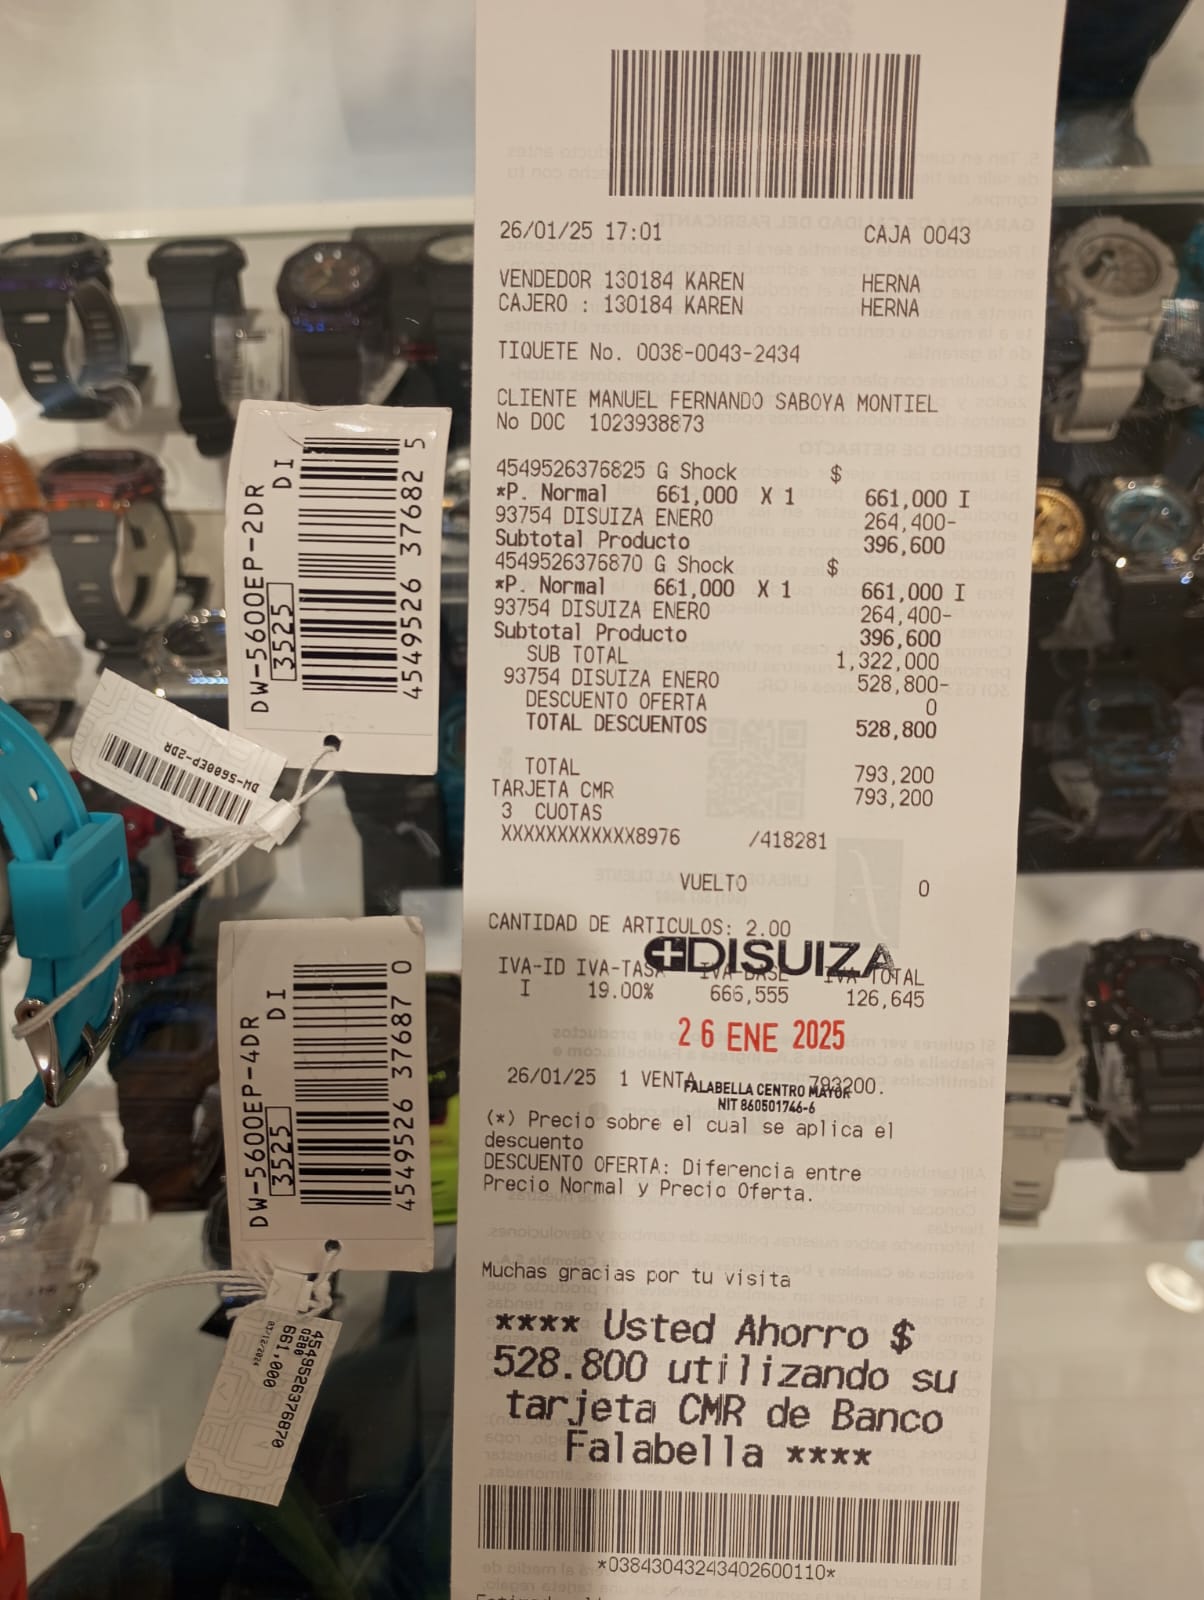 26/01/25 17:01 CAJA 0043
VENDEDOR 130184 KAREN HERNA
CAJERO : 130184 KAREN HERNA
TIQUETE No. 0038-0043-2434
CLIENTE MANUEL FERNANDO SABOYA MONTIEL
No DOC 1023938873
4549526376825 G Shock $
*P. Normal 661,000 X 1 661,000 I
93754 DISUIZA ENERO 264,400-
Subtotal Producto 396,600
4549526376870 G Shock $
*P. Normal 661,000 X 1 661,000 I
93754 DISUIZA ENERO 264,400-
Subtotal Producto 396,600
SUB TOTAL 1,322,000
93754 DISUIZA ENERO 528,800-
DESCUENTO OFERTA 0
TOTAL DESCUENTOS 528,800
TOTAL 793,200
TARJETA CMR 793,200
3 CUOTAS
XXXXXXXXXXXX8976 /418281
VUELTO 0
CANTIDAD DE ARTICULOS: 2.00
DISUIZA
IVA-ID IVA-TASA IVA-BASE IVA-TOTAL
I 19.00% 666,555 126,645
26 ENE 2025
26/01/25 1 VENTA 793200.
FALABELLA CENTRO MAYOR
NIT 860501746-6
(*) Precio sobre el cual se aplica el
descuento
DESCUENTO OFERTA: Diferencia entre
Precio Normal y Precio Oferta.
Muchas gracias por tu visita
**** Usted Ahorro $
528.800 utilizando su
tarjeta CMR de Banco
Falabella ****
*03843043243402600110*
DW-5600EP-2DR
DI
3525
4549526 37682 5
DW-5600EP-2DR
DW-5600EP-4DR
DI
3525
4549526 37687 0
4549526376870
G2B0
661,000
03/12/2024